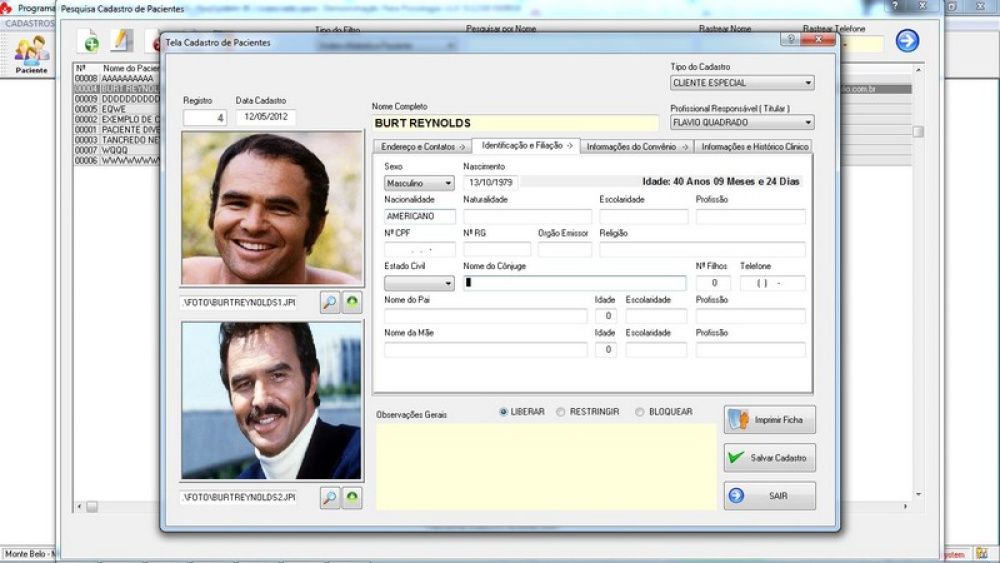 Programa
Pesquisa Cadastro de Pacientes
CADASTROS
Tipo do Filtro
Pesquisar por Nome
Rastrear Nome
Rastrear Telefone
Paciente
Nº Nome do Pacier
00008 AAAAAAAAAA
00004 BURT REYNOL
00009 DDDDDDDDDD
00005 EQWE
00002 EXEMPLO DE C
00001 PACIENTE DIVE
00003 TANCREDO NE
00007 WQQQ
00006 WWWWWWW
com.br
Tela Cadastro de Pacientes
Tipo do Cadastro
CLIENTE ESPECIAL
Registro
Data Cadastro
4
12/05/2012
Nome Completo
BURT REYNOLDS
Profissional Responsável ( Titular )
FLAVIO QUADRADO
Endereço e Contatos ->
Identificação e Filiação ->
Informações do Convênio ->
Informações e Histórico Clinico
Sexo
Nascimento
Masculino
13/10/1979
Idade: 40 Anos 09 Meses e 24 Dias
Nacionalidade
Naturalidade
Escolaridade
Profissão
AMERICANO
Nº CPF
Nº RG
Orgão Emissor
Religião
. . -
Estado Civil
Nome do Cônjuge
Nº Filhos
Telefone
0
( ) -
Nome do Pai
Idade
Escolaridade
Profissão
0
Nome da Mãe
Idade
Escolaridade
Profissão
0
.\FOTO\BURTREYNOLDS1.JPI
.\FOTO\BURTREYNOLDS2.JPI
Observações Gerais
LIBERAR
RESTRINGIR
BLOQUEAR
Imprimir Ficha
Salvar Cadastro
SAIR
Monte Belo - M